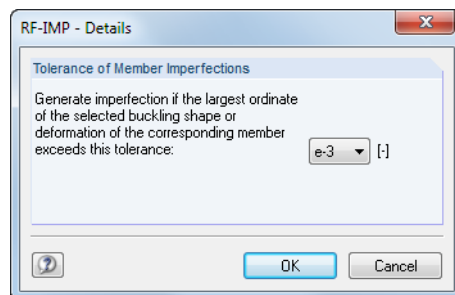 RF-IMP - Details
Tolerance of Member Imperfections
Generate imperfection if the largest ordinate
of the selected buckling shape or
deformation of the corresponding member
exceeds this tolerance:
e-3 [-]
OK Cancel